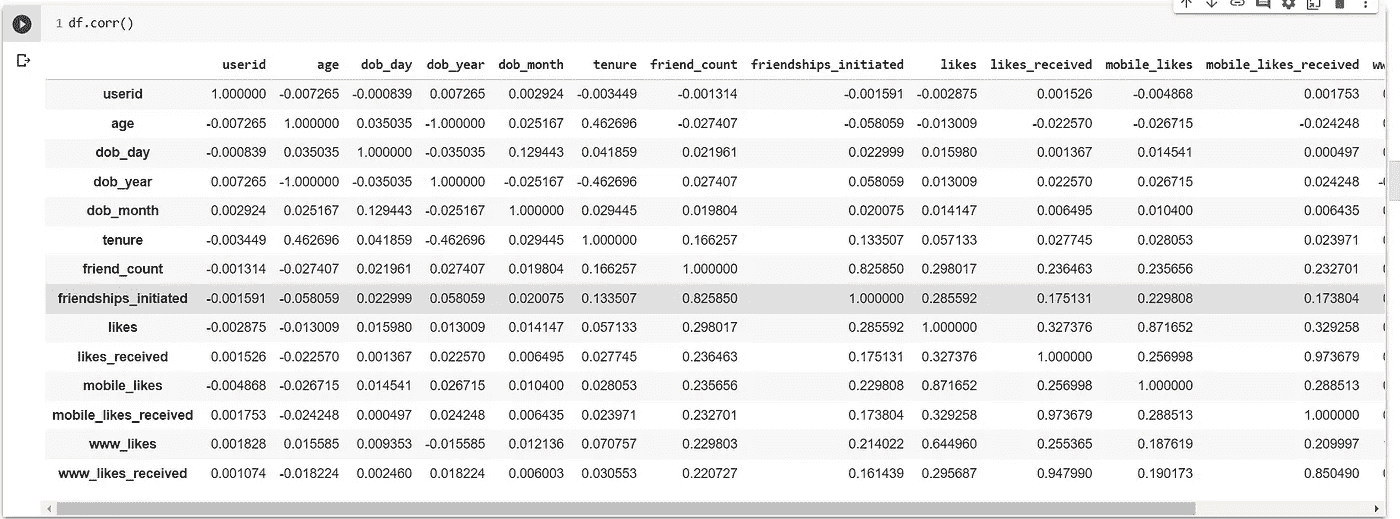 1 df.corr()
userid age dob_day dob_year dob_month tenure friend_count friendships_initiated likes likes_received mobile_likes mobile_likes_received
userid 1.000000 -0.007265 -0.000839 0.007265 0.002924 -0.003449 -0.001314 -0.001591 -0.002875 0.001526 -0.004868 0.001753
age -0.007265 1.000000 0.035035 -1.000000 0.025167 0.462696 -0.027407 -0.058059 -0.013009 -0.022570 -0.026715 -0.024248
dob_day -0.000839 0.035035 1.000000 -0.035035 0.129443 0.041859 0.021961 0.022999 0.015980 0.001367 0.014541 0.000497
dob_year 0.007265 -1.000000 -0.035035 1.000000 -0.025167 -0.462696 0.027407 0.058059 0.013009 0.022570 0.026715 0.024248
dob_month 0.002924 0.025167 0.129443 -0.025167 1.000000 0.029445 0.019804 0.020075 0.014147 0.006495 0.010400 0.006435
tenure -0.003449 0.462696 0.041859 -0.462696 0.029445 1.000000 0.166257 0.133507 0.057133 0.027745 0.028053 0.023971
friend_count -0.001314 -0.027407 0.021961 0.027407 0.019804 0.166257 1.000000 0.825850 0.298017 0.236463 0.235656 0.232701
friendships_initiated -0.001591 -0.058059 0.022999 0.058059 0.020075 0.133507 0.825850 1.000000 0.285592 0.175131 0.229808 0.173804
likes -0.002875 -0.013009 0.015980 0.013009 0.014147 0.057133 0.298017 0.285592 1.000000 0.327376 0.871652 0.329258
likes_received 0.001526 -0.022570 0.001367 0.022570 0.006495 0.027745 0.236463 0.175131 0.327376 1.000000 0.256998 0.973679
mobile_likes -0.004868 -0.026715 0.014541 0.026715 0.010400 0.028053 0.235656 0.229808 0.871652 0.256998 1.000000 0.288513
mobile_likes_received 0.001753 -0.024248 0.000497 0.024248 0.006435 0.023971 0.232701 0.173804 0.329258 0.973679 0.288513 1.000000
www_likes 0.001828 0.015585 0.009353 -0.015585 0.012136 0.070757 0.229803 0.214022 0.644960 0.255365 0.187619 0.209997
www_likes_received 0.001074 -0.018224 0.002460 0.018224 0.006003 0.030553 0.220727 0.161439 0.295687 0.947990 0.190173 0.850490